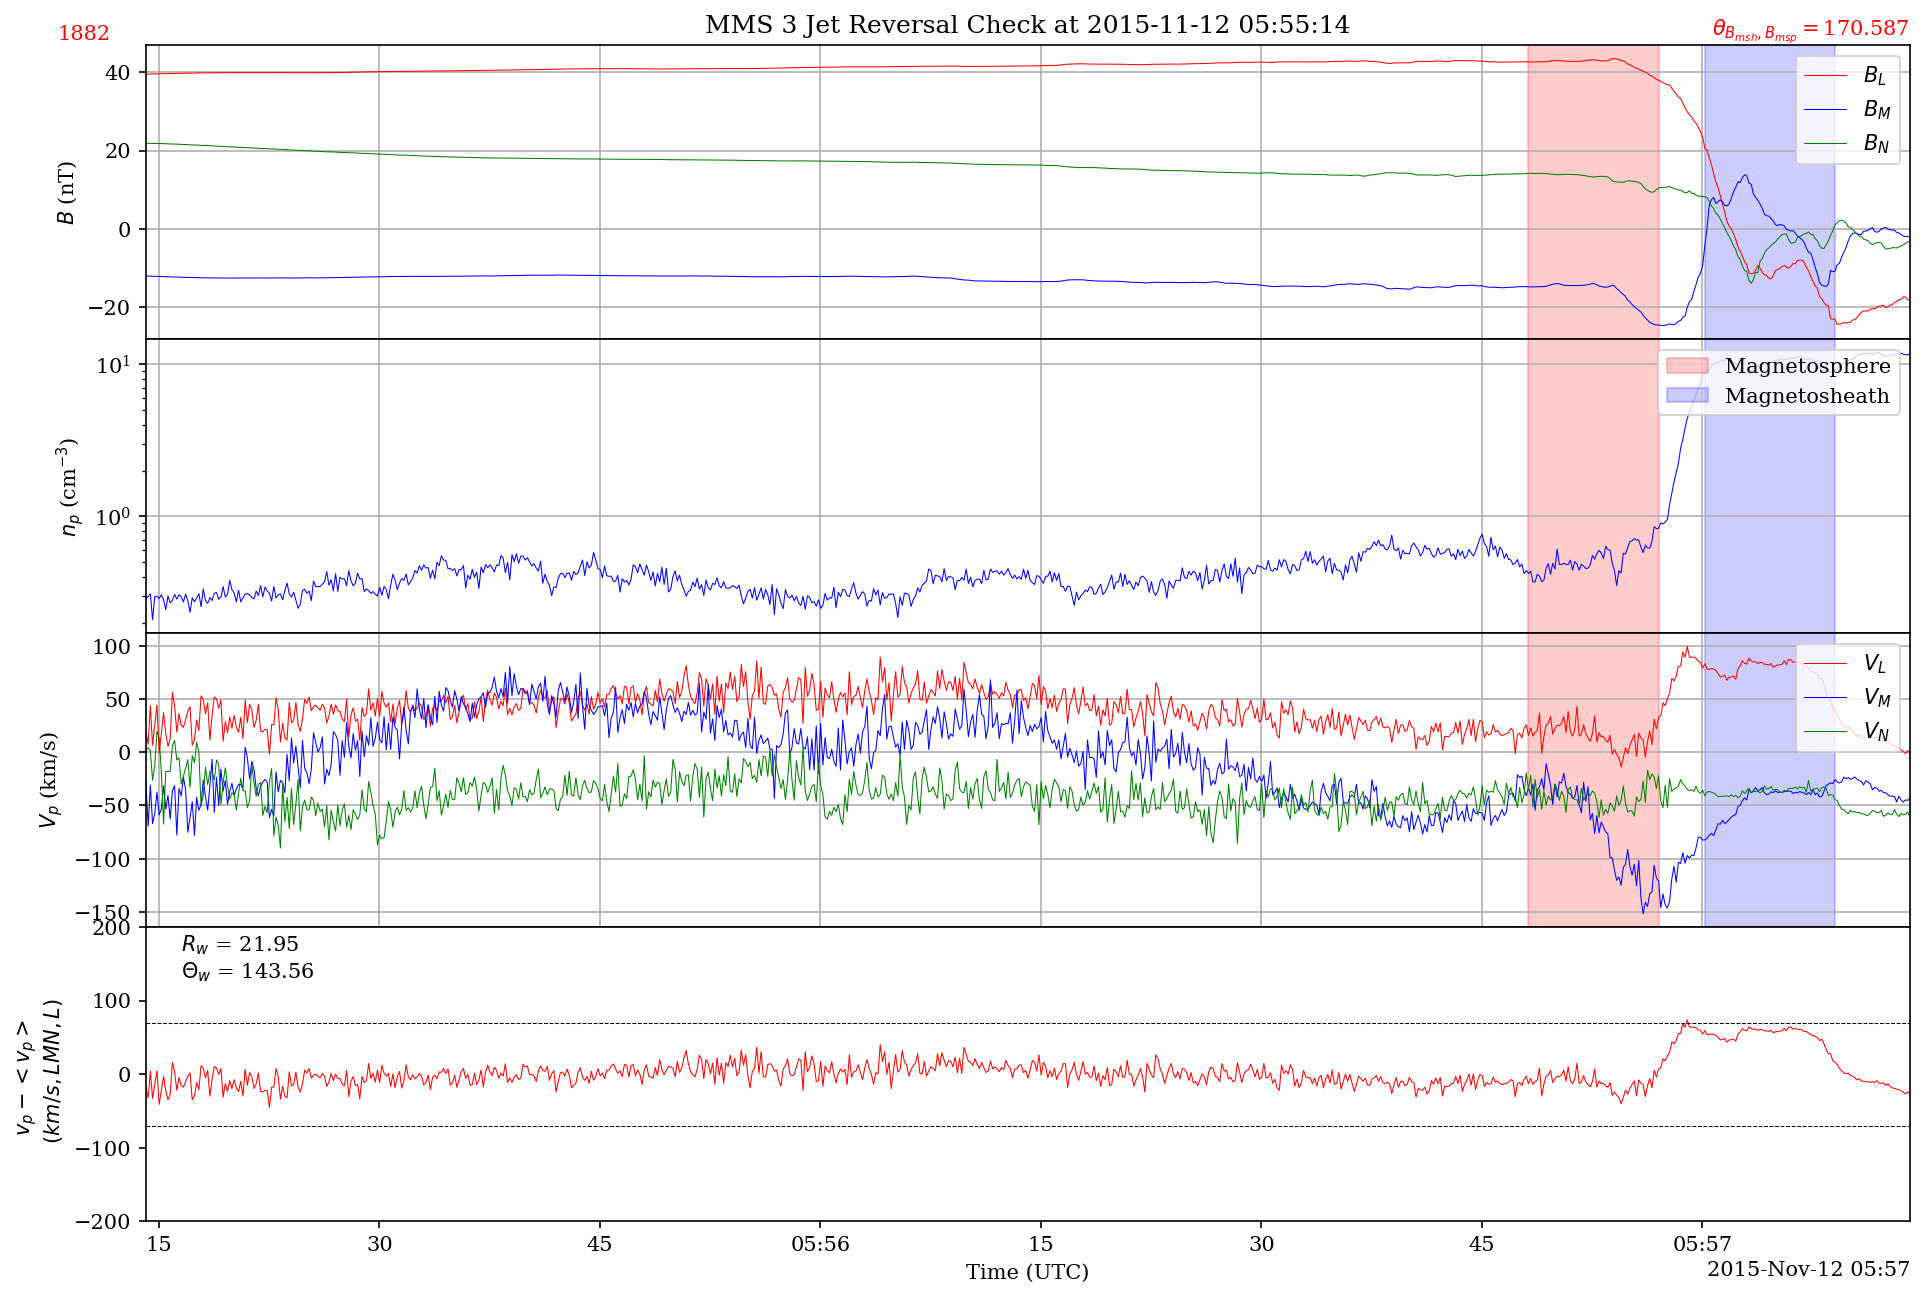 MMS 3 Jet Reversal Check at 2015-11-12 05:55:14
1882
θ_{B_{msh}, B_{msp}} = 170.587
40
20
0
−20
B (nT)
B_L
B_M
B_N
10^1
10^0
n_p (cm^{−3})
Magnetosphere
Magnetosheath
100
50
0
−50
−100
−150
V_p (km/s)
V_L
V_M
V_N
200
100
0
−100
−200
v_p − < v_p >
(km/s, LMN, L)
R_w = 21.95
Θ_w = 143.56
15 30 45 05:56 15 30 45 05:57
Time (UTC)
2015-Nov-12 05:57